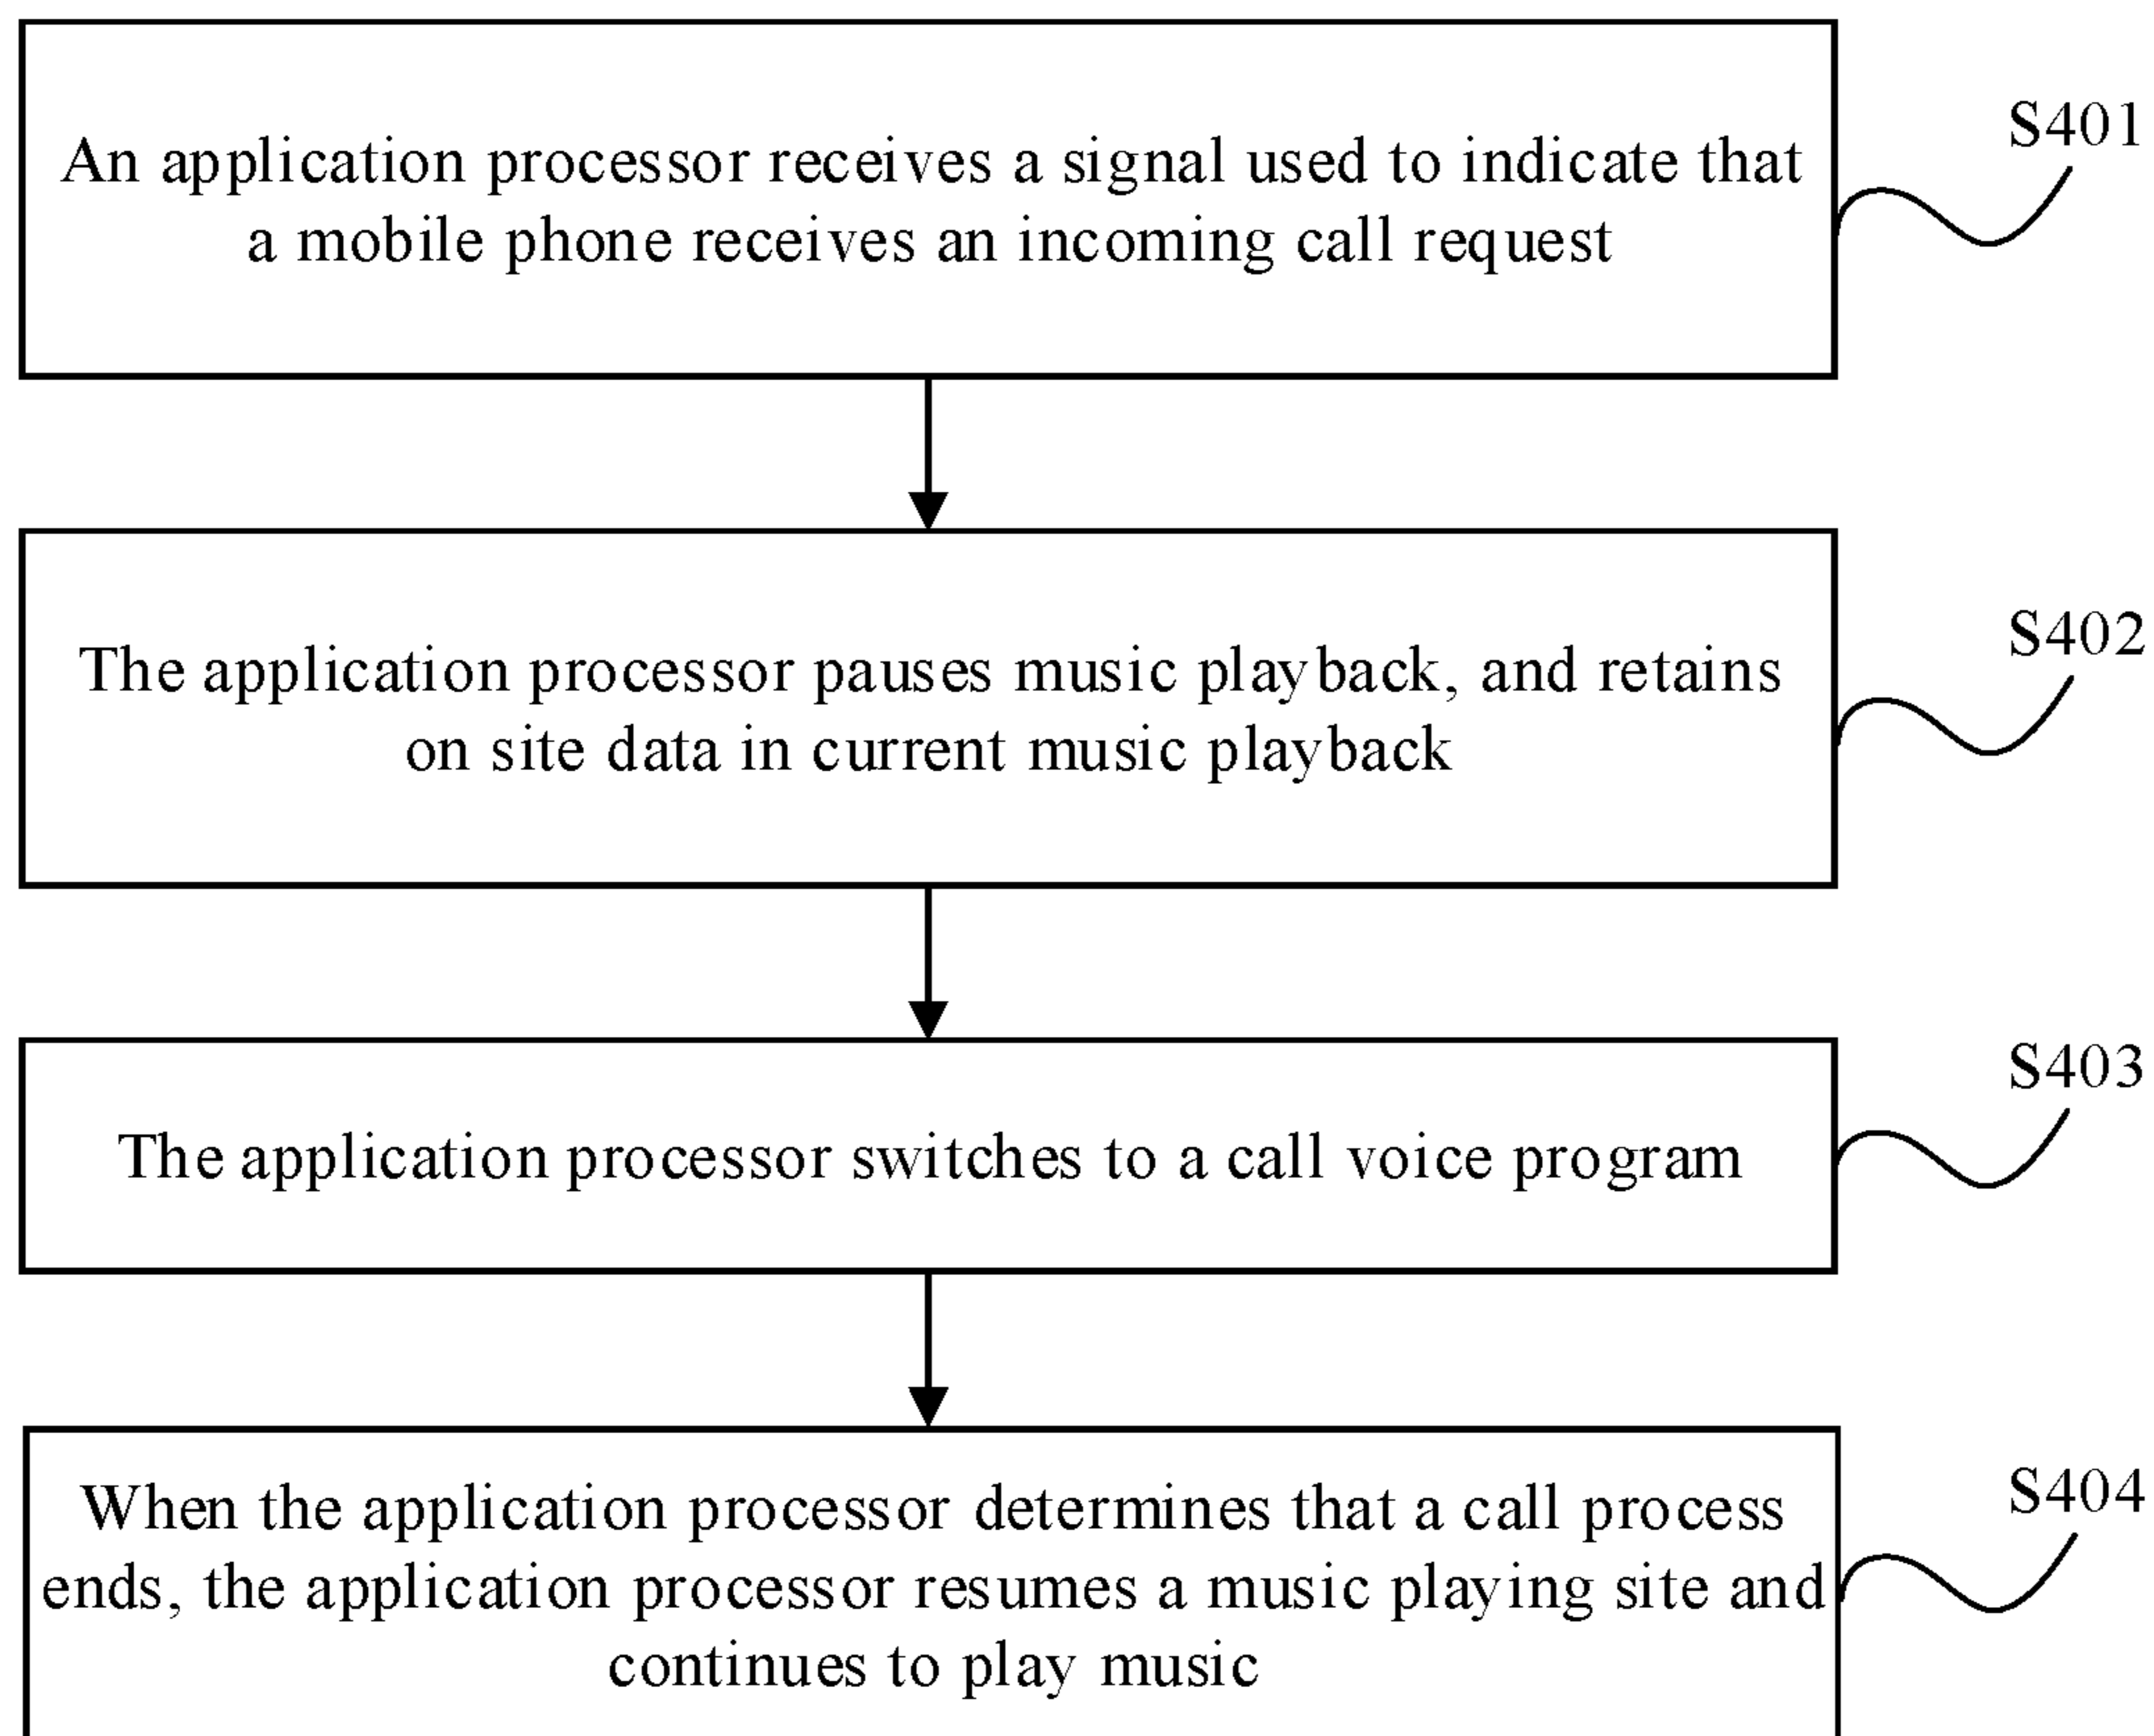 An application processor receives a signal used to indicate that
a mobile phone receives an incoming call request
S401
The application processor pauses music playback, and retains
on site data in current music playback
S402
The application processor switches to a call voice program
S403
When the application processor determines that a call process
ends, the application processor resumes a music playing site and
continues to play music
S404